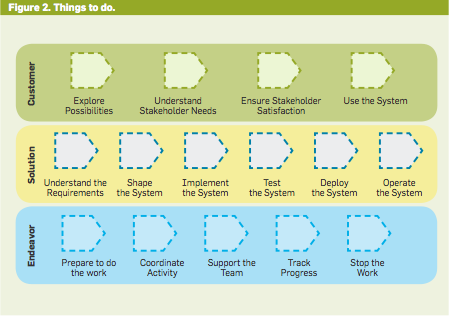 Figure 2. Things to do.
Customer
Explore
Possibilities
Understand
Stakeholder Needs
Ensure Stakeholder
Satisfaction
Use the System
Solution
Understand the
Requirements
Shape
the System
Implement
the System
Test
the System
Deploy
the System
Operate
the System
Endeavor
Prepare to do
the work
Coordinate
Activity
Support the
Team
Track
Progress
Stop the
Work